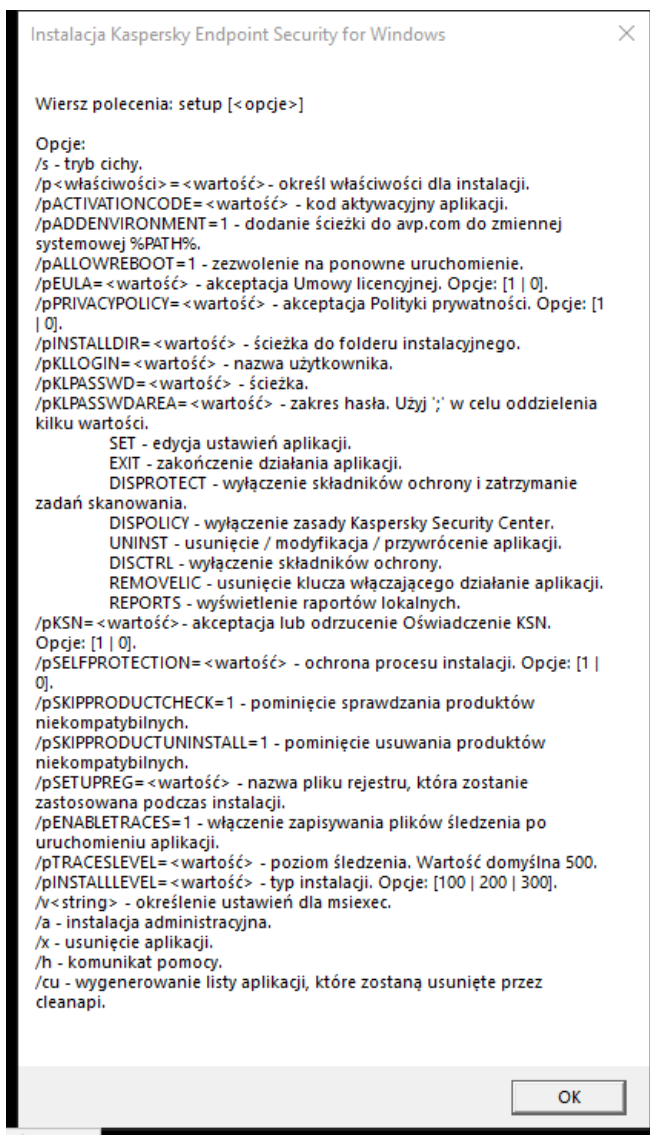 Instalacja Kaspersky Endpoint Security for Windows
Wiersz polecenia: setup [<opcje>]
Opcje:
/s - tryb cichy.
/p<właściwości>=<wartość>- określ właściwości dla instalacji.
/pACTIVATIONCODE=<wartość> - kod aktywacyjny aplikacji.
/pADDENVIRONMENT=1 - dodanie ścieżki do avp.com do zmiennej
systemowej %PATH%.
/pALLOWREBOOT=1 - zezwolenie na ponowne uruchomienie.
/pEULA=<wartość> - akceptacja Umowy licencyjnej. Opcje: [1 | 0].
/pPRIVACYPOLICY=<wartość> - akceptacja Polityki prywatności. Opcje: [1
| 0].
/pINSTALLDIR=<wartość> - ścieżka do folderu instalacyjnego.
/pKLLOGIN=<wartość> - nazwa użytkownika.
/pKLPASSWD=<wartość> - ścieżka.
/pKLPASSWDAREA=<wartość> - zakres hasła. Użyj ';' w celu oddzielenia
kilku wartości.
SET - edycja ustawień aplikacji.
EXIT - zakończenie działania aplikacji.
DISPROTECT - wyłączenie składników ochrony i zatrzymanie
zadań skanowania.
DISPOLICY - wyłączenie zasady Kaspersky Security Center.
UNINST - usunięcie / modyfikacja / przywrócenie aplikacji.
DISCTRL - wyłączenie składników ochrony.
REMOVELIC - usunięcie klucza włączającego działanie aplikacji.
REPORTS - wyświetlenie raportów lokalnych.
/pKSN=<wartość>- akceptacja lub odrzucenie Oświadczenie KSN.
Opcje: [1 | 0].
/pSELFPROTECTION=<wartość> - ochrona procesu instalacji. Opcje: [1 |
0].
/pSKIPPRODUCTCHECK=1 - pominięcie sprawdzania produktów
niekompatybilnych.
/pSKIPPRODUCTUNINSTALL=1 - pominięcie usuwania produktów
niekompatybilnych.
/pSETUPREG=<wartość> - nazwa pliku rejestru, która zostanie
zastosowana podczas instalacji.
/pENABLETRACES=1 - włączenie zapisywania plików śledzenia po
uruchomieniu aplikacji.
/pTRACESLEVEL=<wartość> - poziom śledzenia. Wartość domyślna 500.
/pINSTALLLEVEL=<wartość> - typ instalacji. Opcje: [100 | 200 | 300].
/v<string> - określenie ustawień dla msiexec.
/a - instalacja administracyjna.
/x - usunięcie aplikacji.
/h - komunikat pomocy.
/cu - wygenerowanie listy aplikacji, które zostaną usunięte przez
cleanapi.
OK